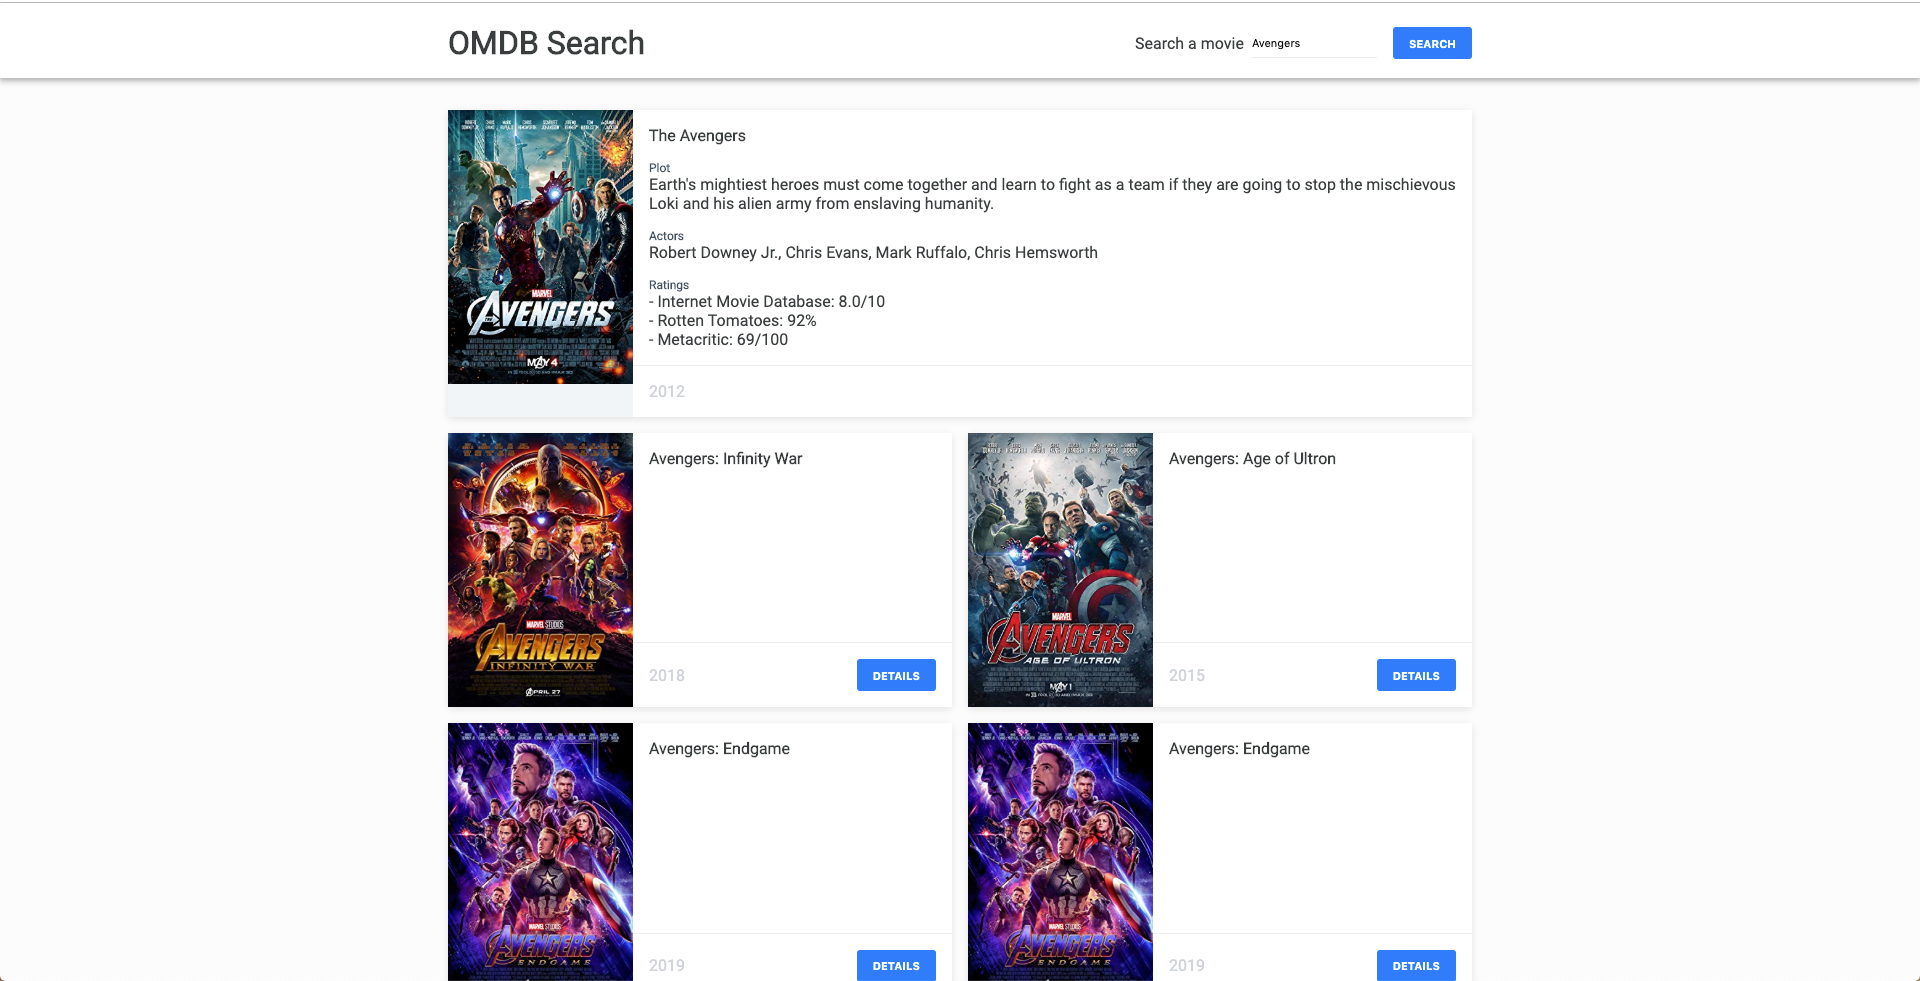 OMDB Search
Search a movie Avengers SEARCH
The Avengers
Plot
Earth's mightiest heroes must come together and learn to fight as a team if they are going to stop the mischievous
Loki and his alien army from enslaving humanity.
Actors
Robert Downey Jr., Chris Evans, Mark Ruffalo, Chris Hemsworth
Ratings
- Internet Movie Database: 8.0/10
- Rotten Tomatoes: 92%
- Metacritic: 69/100
2012
MARVEL
AVENGERS
MAY 4
Avengers: Infinity War
2018 DETAILS
MARVEL STUDIOS
AVENGERS
INFINITY WAR
APRIL 27
Avengers: Age of Ultron
2015 DETAILS
MARVEL
AVENGERS
AGE OF ULTRON
MAY 1
Avengers: Endgame
2019 DETAILS
MARVEL STUDIOS
AVENGERS
ENDGAME
Avengers: Endgame
2019 DETAILS
MARVEL STUDIOS
AVENGERS
ENDGAME